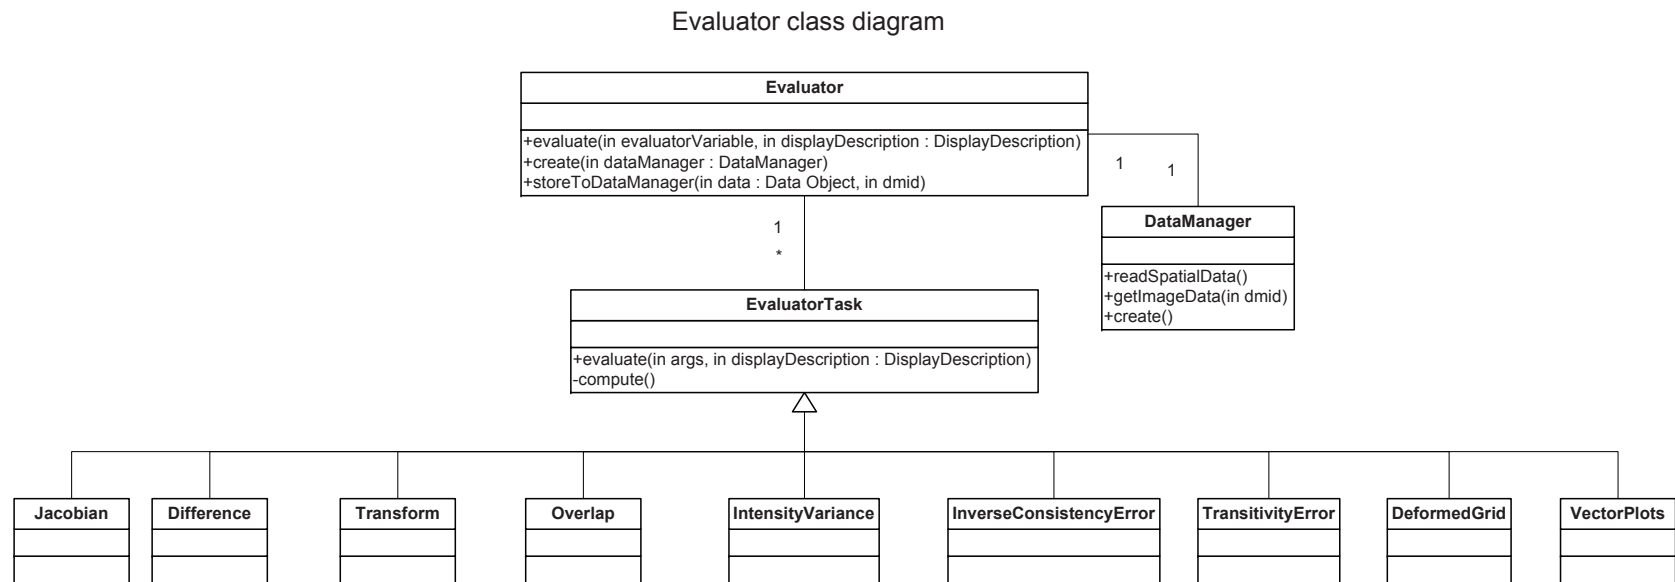 Evaluator class diagram
Evaluator
+evaluate(in evaluatorVariable, in displayDescription : DisplayDescription)
+create(in dataManager : DataManager)
+storeToDataManager(in data : Data Object, in dmid)
1
1
DataManager
+readSpatialData()
+getImageData(in dmid)
+create()
1
*
EvaluatorTask
+evaluate(in args, in displayDescription : DisplayDescription)
-compute()
Jacobian
Difference
Transform
Overlap
IntensityVariance
InverseConsistencyError
TransitivityError
DeformedGrid
VectorPlots